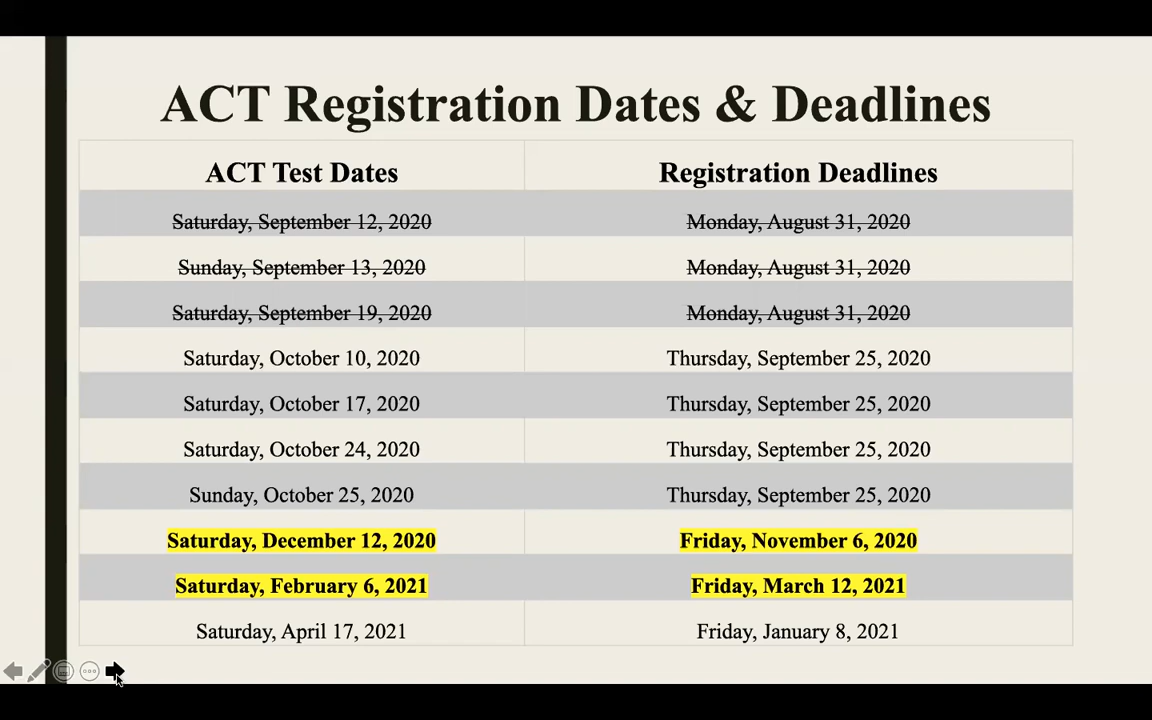 ACT Registration Dates & Deadlines
ACT Test Dates Registration Deadlines
Saturday, September 12, 2020 Monday, August 31, 2020
Sunday, September 13, 2020 Monday, August 31, 2020
Saturday, September 19, 2020 Monday, August 31, 2020
Saturday, October 10, 2020 Thursday, September 25, 2020
Saturday, October 17, 2020 Thursday, September 25, 2020
Saturday, October 24, 2020 Thursday, September 25, 2020
Sunday, October 25, 2020 Thursday, September 25, 2020
Saturday, December 12, 2020 Friday, November 6, 2020
Saturday, February 6, 2021 Friday, March 12, 2021
Saturday, April 17, 2021 Friday, January 8, 2021